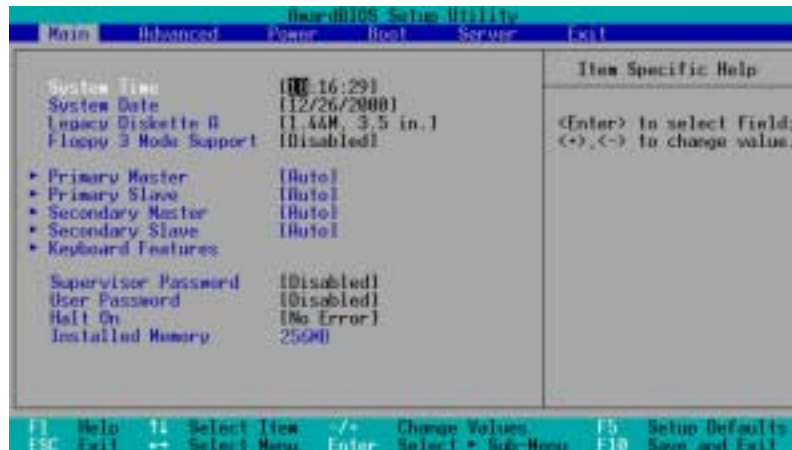 AwardBIOS Setup Utility
Main Advanced Power Boot Server Exit
Item Specific Help
System Time :16:29]
System Date [12/26/2000]
Legacy Diskette A [1.44M, 3.5 in.]
<Enter> to select field;
Floppy 3 Mode Support [Disabled]
<+>,<-> to change value.
▸ Primary Master [Auto]
▸ Primary Slave [Auto]
▸ Secondary Master [Auto]
▸ Secondary Slave [Auto]
▸ Keyboard Features
Supervisor Password [Disabled]
User Password [Disabled]
Halt On [No Error]
Installed Memory 256MB
F1 Help ↑↓ Select Item -/+ Change Values F5 Setup Defaults
ESC Exit ↔ Select Menu Enter Select ▸ Sub-Menu F10 Save and Exit